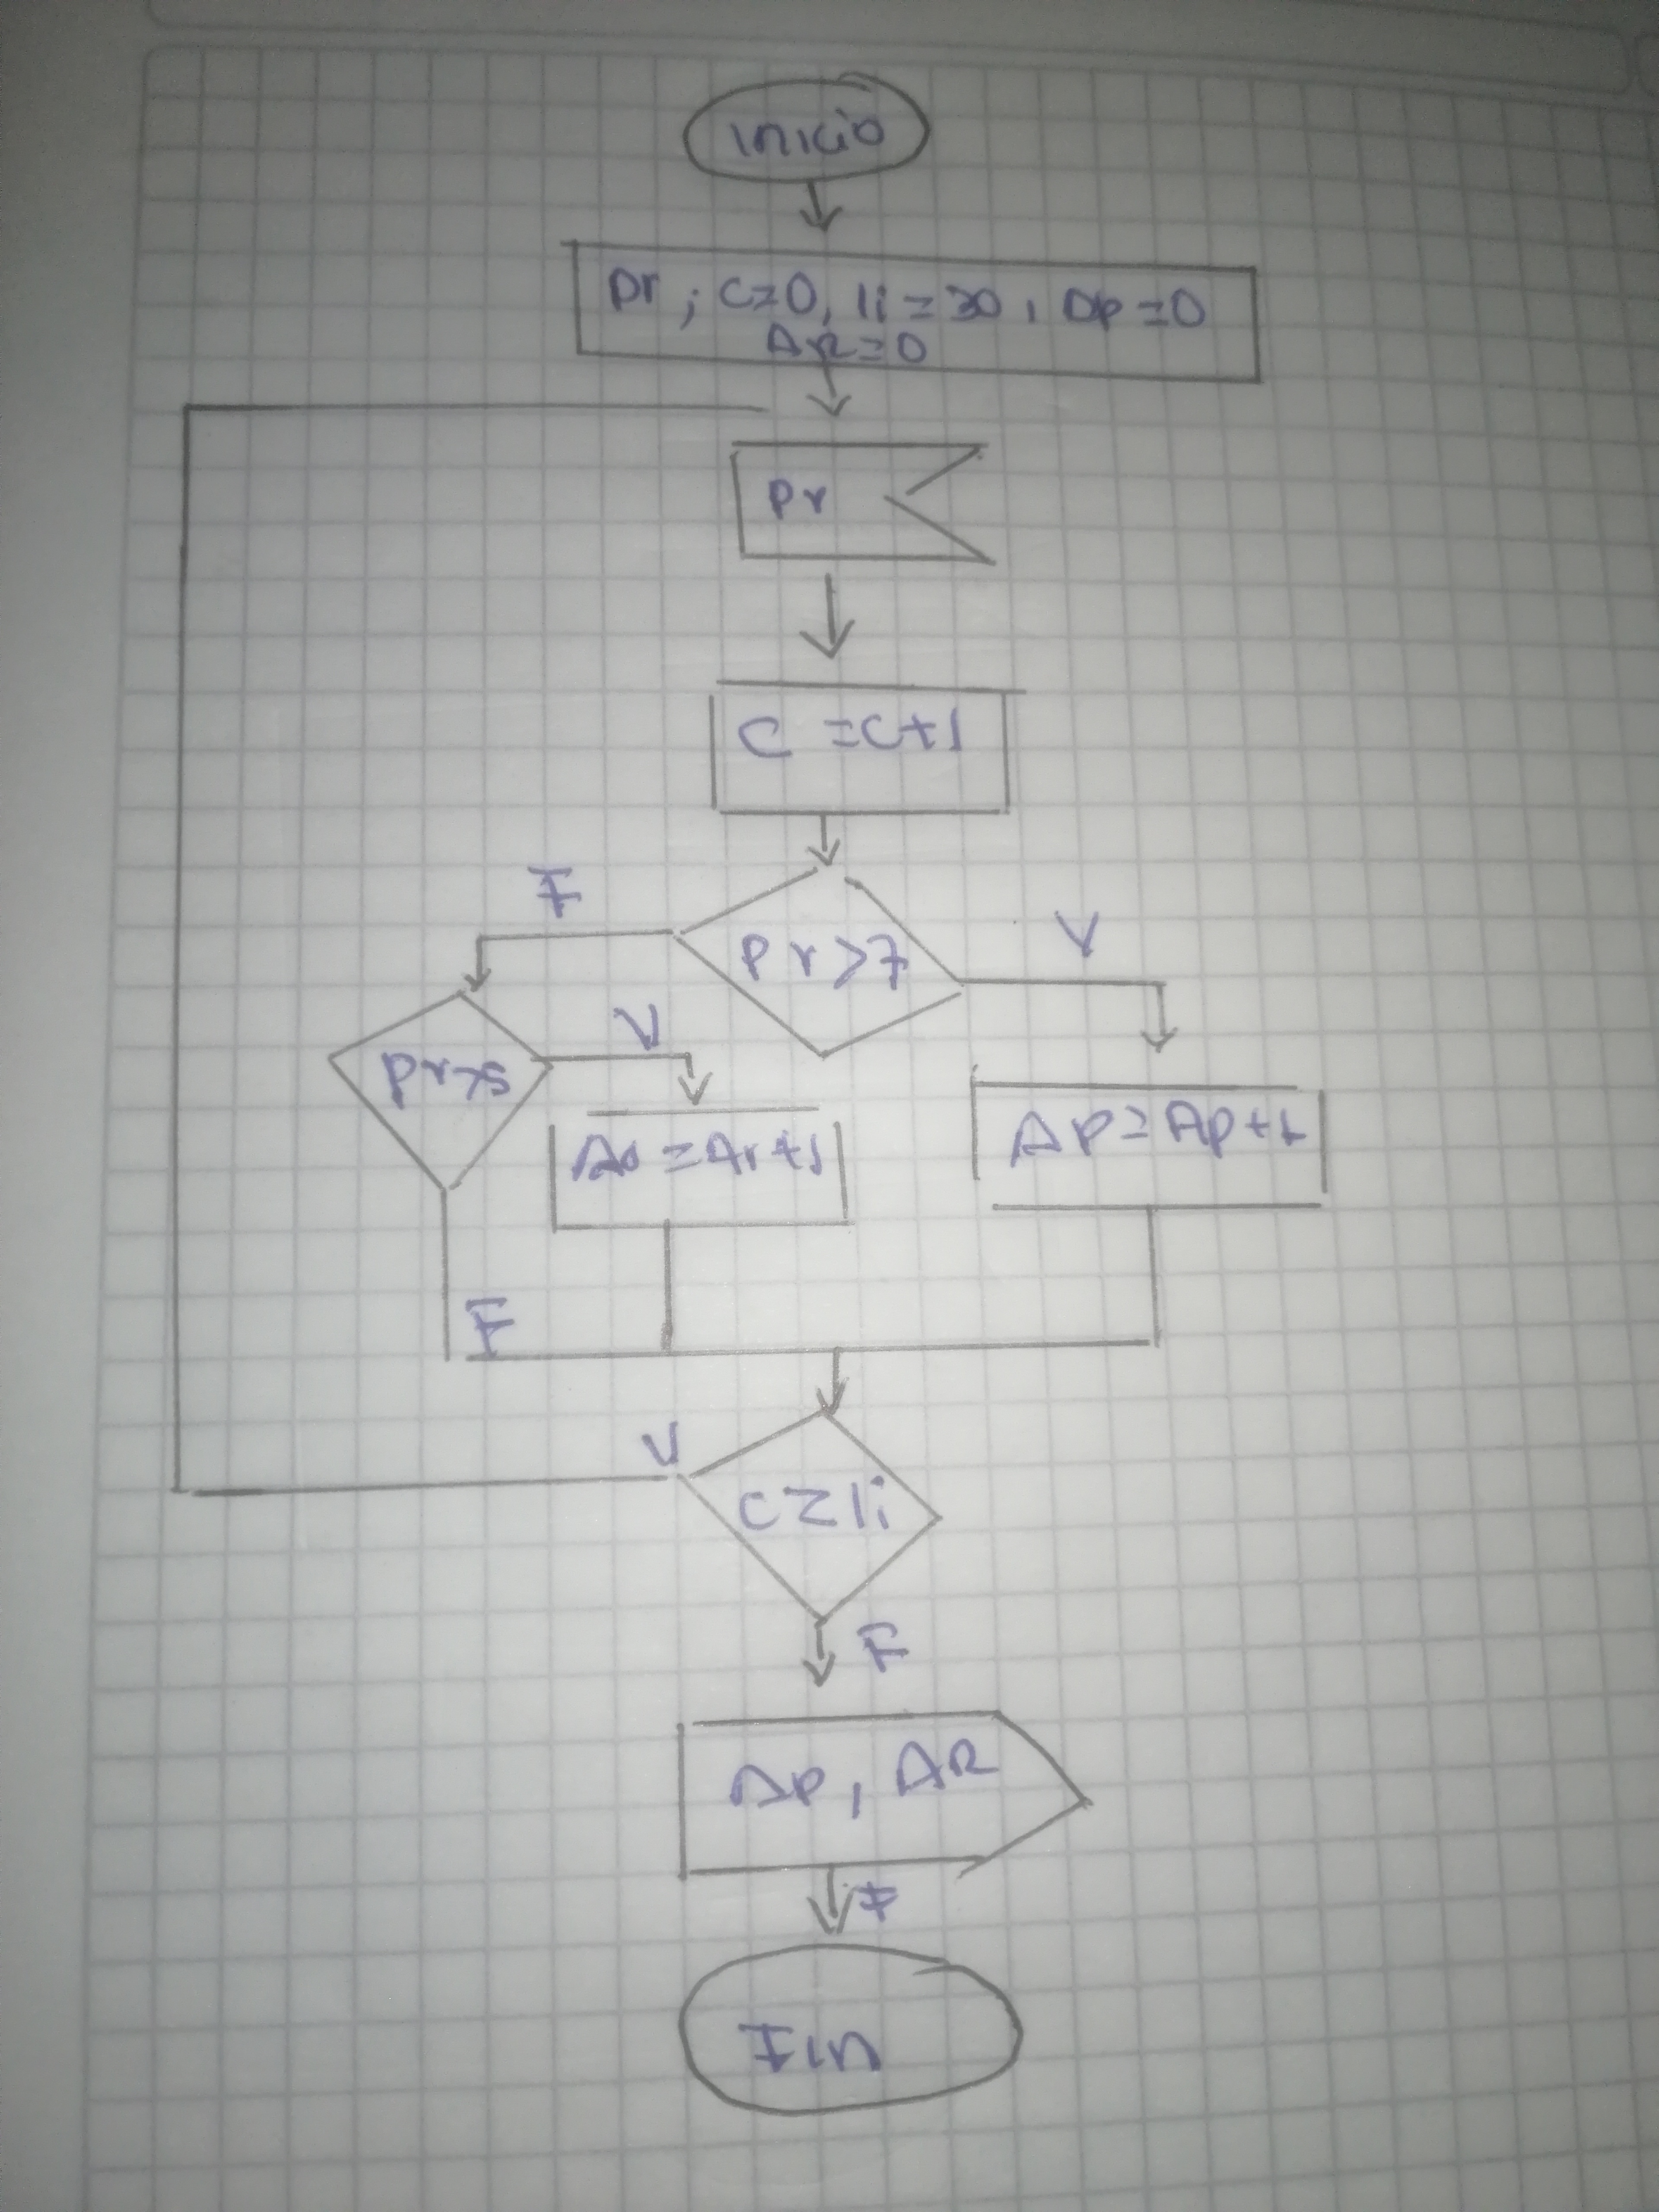 inicio
pr ; c=0, li = 30, Ap = 0
AR=0
pr
C = C+1
F
V
pr>7
V
pr>5
Ar = Ar+1
Ap = Ap+1
F
V
C Z li
F
Ap, AR
F
Fin